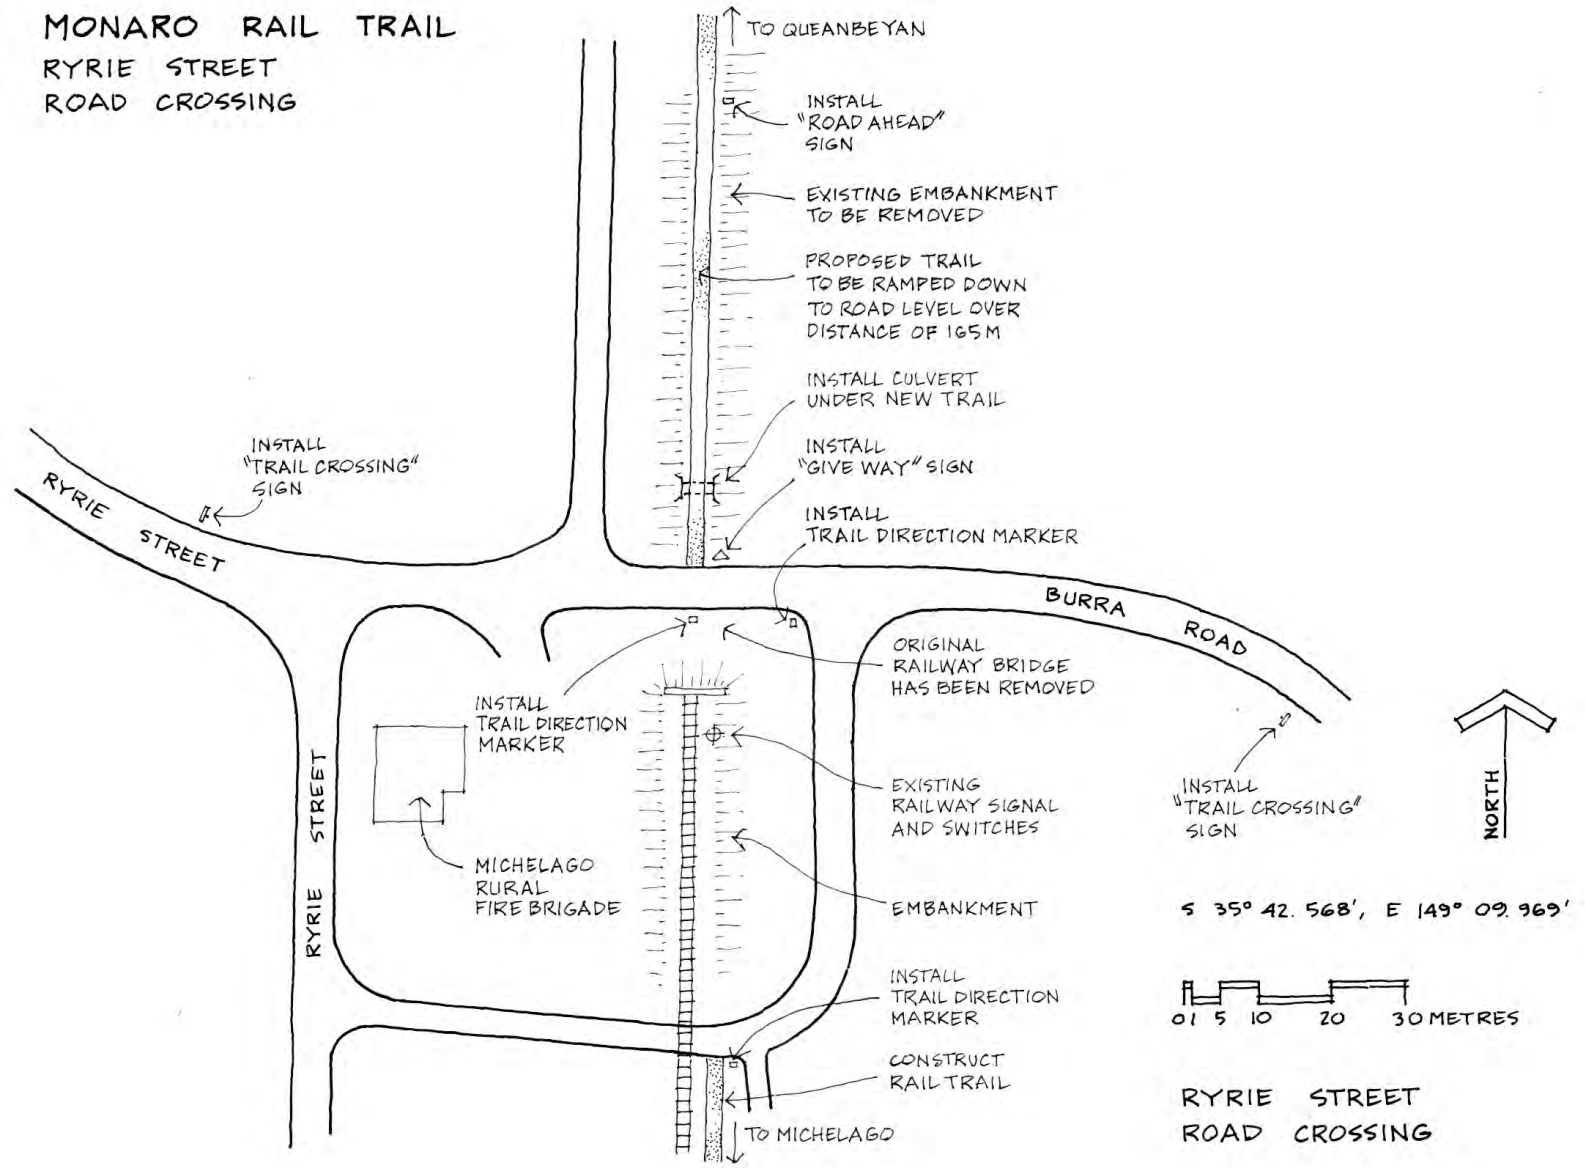 MONARO RAIL TRAIL
RYRIE STREET
ROAD CROSSING
TO QUEANBEYAN
INSTALL
"ROAD AHEAD"
SIGN
EXISTING EMBANKMENT
TO BE REMOVED
PROPOSED TRAIL
TO BE RAMPED DOWN
TO ROAD LEVEL OVER
DISTANCE OF 165M
INSTALL CULVERT
UNDER NEW TRAIL
INSTALL
"GIVE WAY" SIGN
INSTALL
TRAIL DIRECTION MARKER
INSTALL
"TRAIL CROSSING"
SIGN
RYRIE STREET
BURRA ROAD
ORIGINAL
RAILWAY BRIDGE
HAS BEEN REMOVED
INSTALL
TRAIL DIRECTION
MARKER
RYRIE STREET
EXISTING
RAILWAY SIGNAL
AND SWITCHES
INSTALL
"TRAIL CROSSING"
SIGN
NORTH
MICHELAGO
RURAL
FIRE BRIGADE
EMBANKMENT
S 35° 42.568', E 149° 09.969'
INSTALL
TRAIL DIRECTION
MARKER
0 1 5 10 20 30 METRES
CONSTRUCT
RAIL TRAIL
TO MICHELAGO
RYRIE STREET
ROAD CROSSING